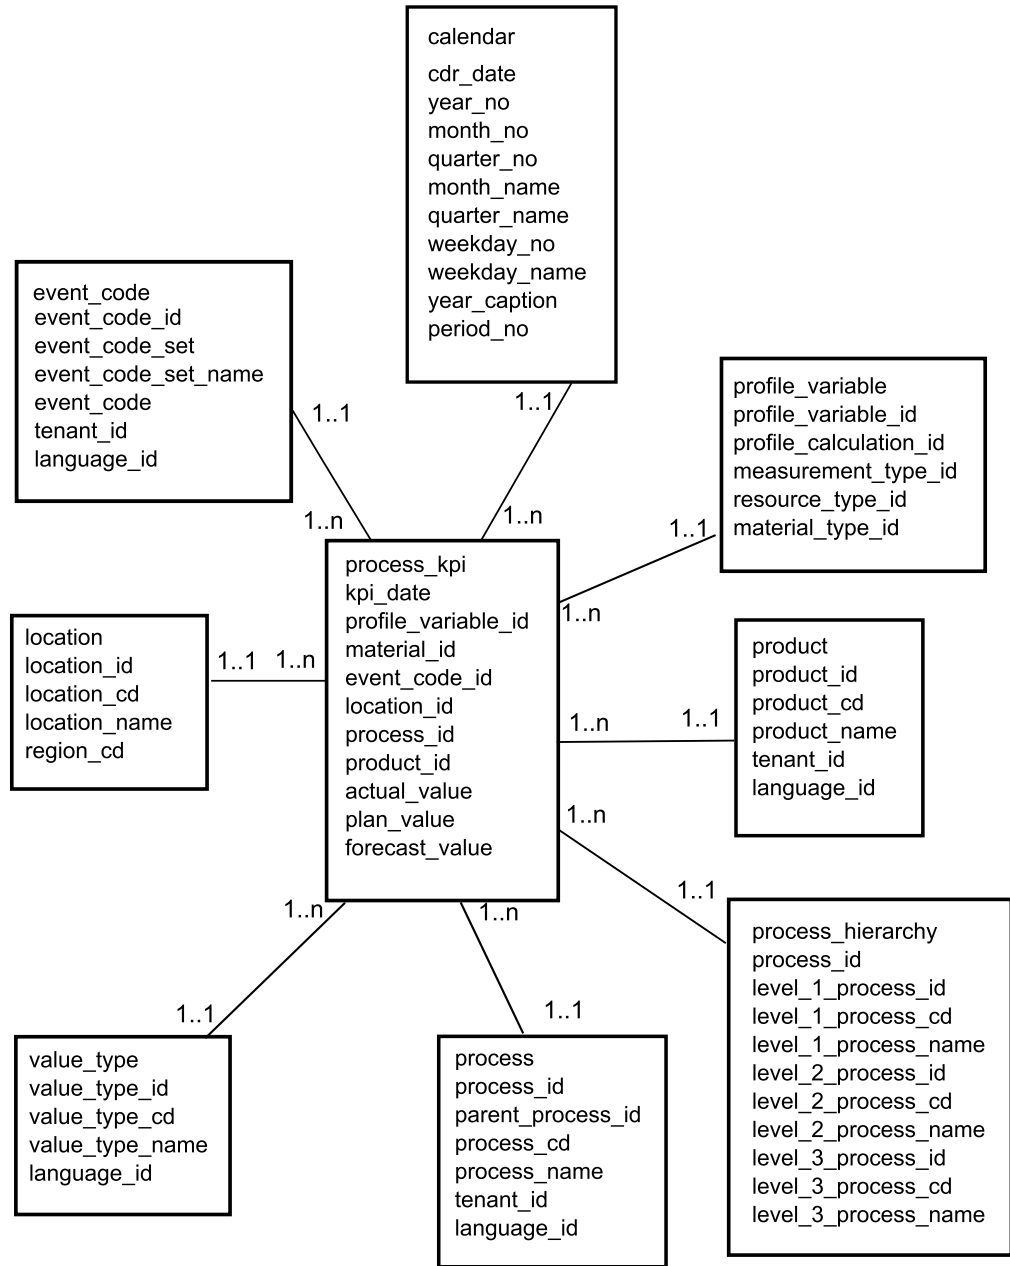 calendar
cdr_date
year_no
month_no
quarter_no
month_name
quarter_name
weekday_no
weekday_name
year_caption
period_no
event_code
event_code_id
event_code_set
event_code_set_name
event_code
tenant_id
language_id
1..1
1..n
1..1
1..n
profile_variable
profile_variable_id
profile_calculation_id
measurement_type_id
resource_type_id
material_type_id
1..1
1..n
process_kpi
kpi_date
profile_variable_id
material_id
event_code_id
location_id
process_id
product_id
actual_value
plan_value
forecast_value
location
location_id
location_cd
location_name
region_cd
1..1
1..n
product
product_id
product_cd
product_name
tenant_id
language_id
1..n
1..1
1..n
1..1
process_hierarchy
process_id
level_1_process_id
level_1_process_cd
level_1_process_name
level_2_process_id
level_2_process_cd
level_2_process_name
level_3_process_id
level_3_process_cd
level_3_process_name
1..n
1..1
value_type
value_type_id
value_type_cd
value_type_name
language_id
1..n
1..1
process
process_id
parent_process_id
process_cd
process_name
tenant_id
language_id